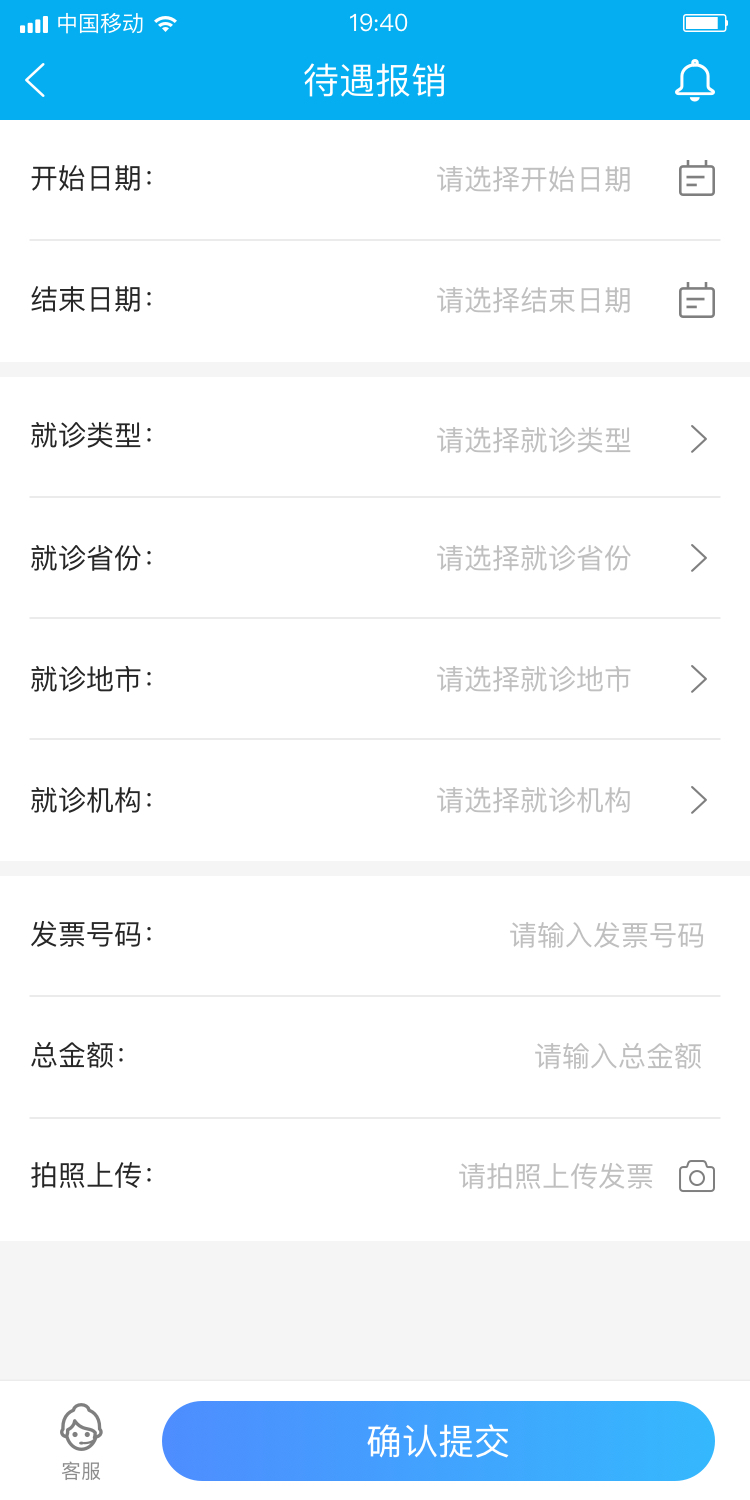 中国移动 19:40
待遇报销
开始日期: 请选择开始日期
结束日期: 请选择结束日期
就诊类型: 请选择就诊类型
就诊省份: 请选择就诊省份
就诊地市: 请选择就诊地市
就诊机构: 请选择就诊机构
发票号码: 请输入发票号码
总金额: 请输入总金额
拍照上传: 请拍照上传发票
确认提交
客服